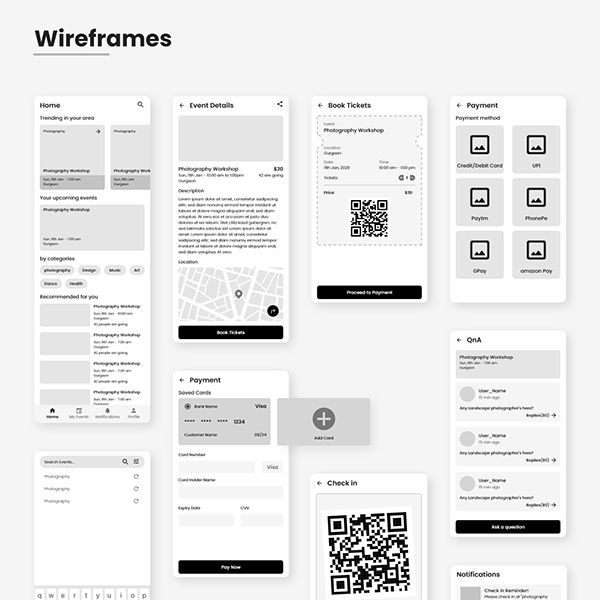 Wireframes
Home
Trending in your area
Photography
Photography
Photography Workshop
Photography Work
Sun, 11th Jan - 7:00 am
Gurgaon
Your upcoming events
Photography Workshop
Sun, 11th Jan - 7:00 am
Gurgaon
by categories
photography
Design
Music
Art
Dance
Health
Recommended for you
Photography Workshop
Sun, 11th Jan - 10:00 am
Gurgaon
42 people are going
Photography Workshop
Sun, 11th Jan - 10:00 am
Gurgaon
42 people are going
Photography Workshop
Sun, 11th Jan - 10:00 am
Gurgaon
42 people are going
Photography Workshop
Sun, 11th Jan - 10:00 am
Home
My Events
Notifications
Profile
Search Events...
Photography
Photography
Photography
q w e r t y u i o p
Event Details
Photography Workshop
$20
Sun, 11th Jan - 10:00 am to 1:00pm
42 are going
Gurgaon
Description
Lorem ipsum dolor sit amet, consetetur sadipscing
elitr, sed diam nonumy eirmod tempor invidunt ut
labore et dolore magna aliquyam erat, sed diam
voluptua. At vero eos et accusam et justo duo
dolores et ea rebum. Stet clita kasd gubergren, no
sea takimata sanctus est Lorem ipsum dolor sit
amet. Lorem ipsum dolor sit amet, consetetur
sadipscing elitr, sed diam nonumy eirmod tempor
invidunt ut labore et dolore magna aliquyam erat,
sed diam voluptua. At vero
Location
Book Tickets
Book Tickets
Event
Photography Workshop
Location
Gurgaon
Date
Time
11th Jan, 2020
10:00 am - 1:00 pm
Tickets:
Price:
$20
Proceed to Payment
Payment
Payment method
Credit/Debit Card
UPI
Paytm
PhonePe
GPay
amazon Pay
Payment
Saved Cards
Bank Name
Visa
•••• •••• •••• 1234
Customer Name
05/24
Add Card
Card Number
Visa
Card Holder Name
Expiry Date
CVV
Pay Now
Check in
QnA
Photography Workshop
Sun, 11th Jan - 7:00 am
Gurgaon
User_Name
15 min ago
Any Landscape photographer's here?
Replies(80)
User_Name
15 min ago
Any Landscape photographer's here?
Replies(80)
User_Name
15 min ago
Any Landscape photographer's here?
Replies(80)
Ask a question
Notifications
Check in Reminder!
Please check in at "photography